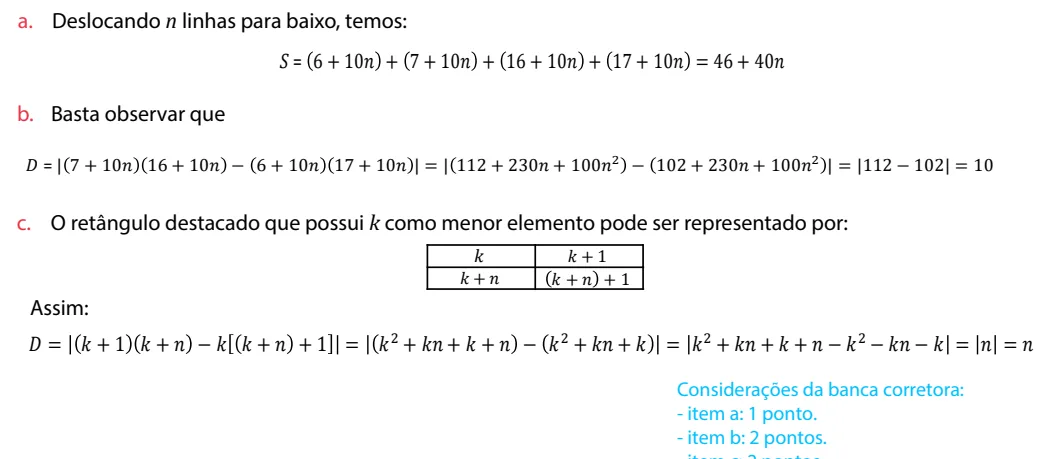 a. Deslocando n linhas para baixo, temos:
S = (6 + 10n) + (7 + 10n) + (16 + 10n) + (17 + 10n) = 46 + 40n
b. Basta observar que
D = |(7 + 10n)(16 + 10n) − (6 + 10n)(17 + 10n)| = |(112 + 230n + 100n²) − (102 + 230n + 100n²)| = |112 − 102| = 10
c. O retângulo destacado que possui k como menor elemento pode ser representado por:
k k + 1
k + n (k + n) + 1
Assim:
D = |(k + 1)(k + n) − k[(k + n) + 1]| = |(k² + kn + k + n) − (k² + kn + k)| = |k² + kn + k + n − k² − kn − k| = |n| = n
Considerações da banca corretora:
- item a: 1 ponto.
- item b: 2 pontos.